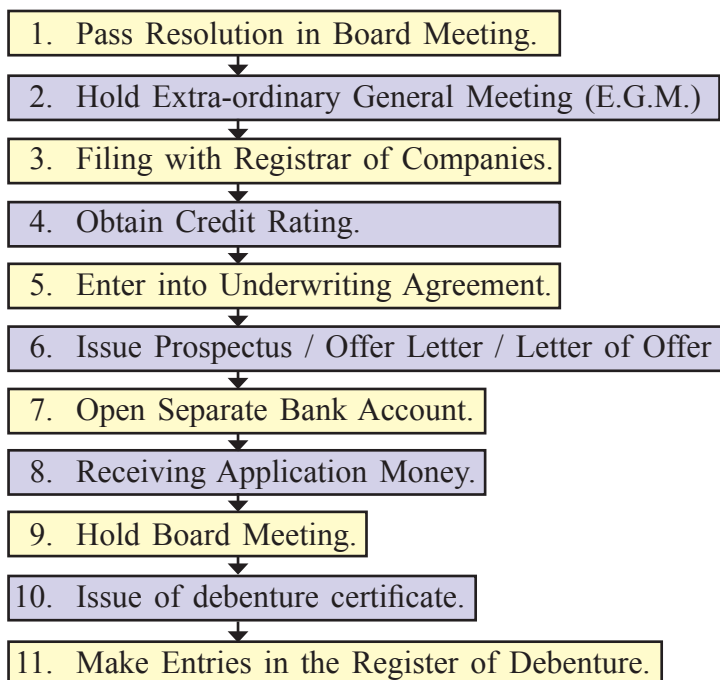 1. Pass Resolution in Board Meeting.
2. Hold Extra-ordinary General Meeting (E.G.M.)
3. Filing with Registrar of Companies.
4. Obtain Credit Rating.
5. Enter into Underwriting Agreement.
6. Issue Prospectus / Offer Letter / Letter of Offer
7. Open Separate Bank Account.
8. Receiving Application Money.
9. Hold Board Meeting.
10. Issue of debenture certificate.
11. Make Entries in the Register of Debenture.